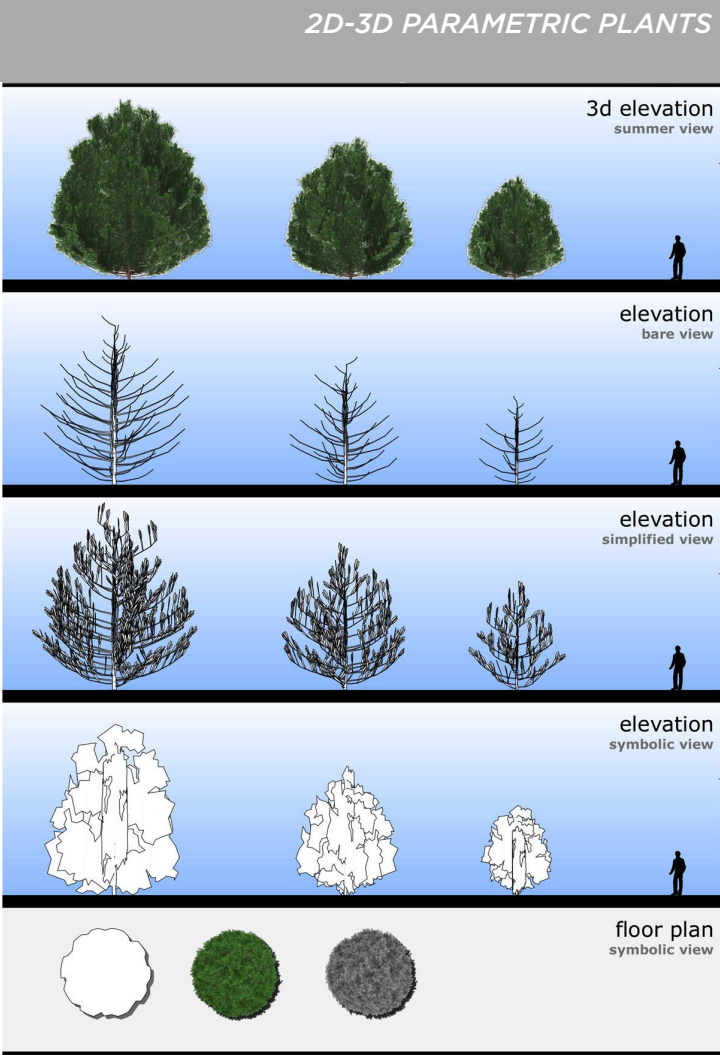 2D-3D PARAMETRIC PLANTS
3d elevation
summer view
elevation
bare view
elevation
simplified view
elevation
symbolic view
floor plan
symbolic view